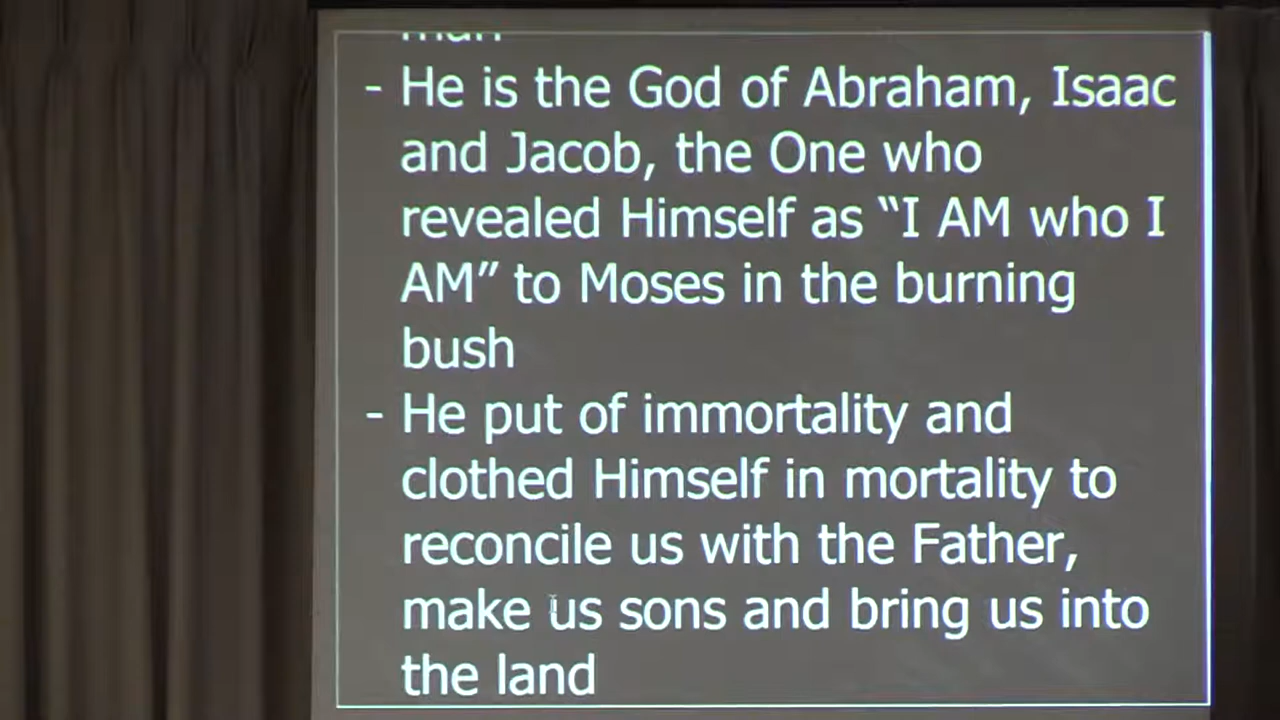 - He is the God of Abraham, Isaac
and Jacob, the One who
revealed Himself as “I AM who I
AM” to Moses in the burning
bush
- He put of immortality and
clothed Himself in mortality to
reconcile us with the Father,
make us sons and bring us into
the land